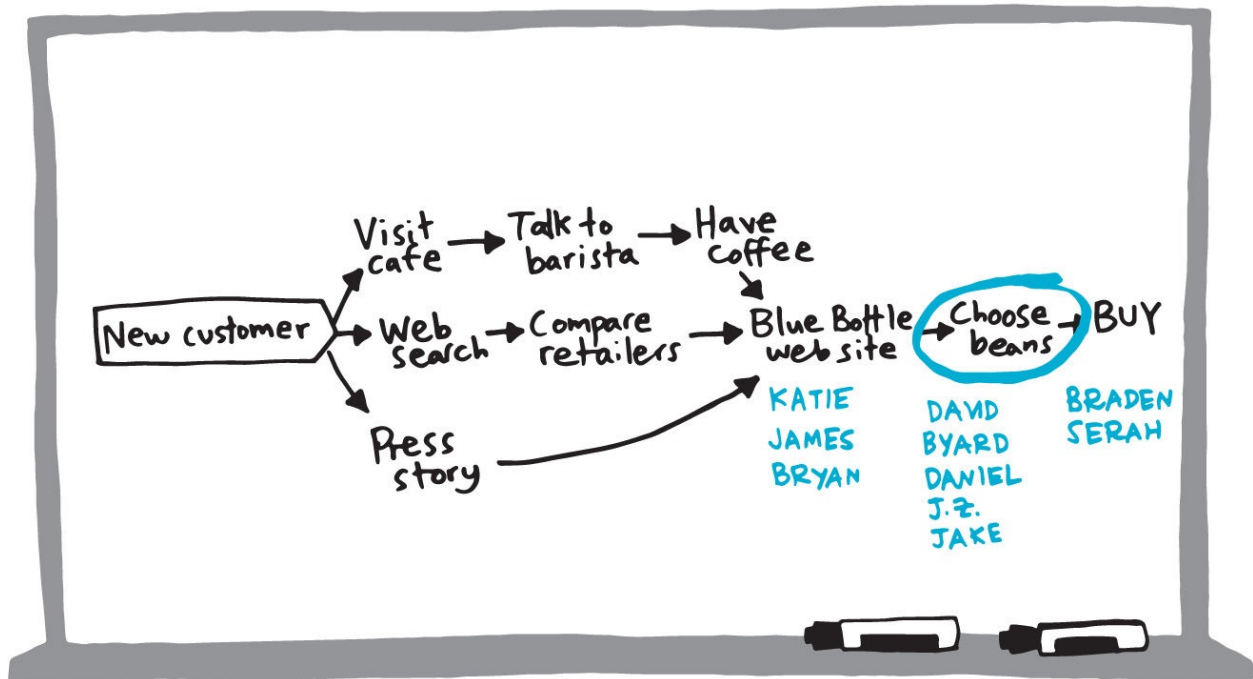 Visit
cafe
Talk to
barista
Have
coffee
New customer
Web
search
Compare
retailers
Blue Bottle
web site
Choose
beans
BUY
Press
story
KATIE
JAMES
BRYAN
DAVID
BYARD
DANIEL
J.Z.
JAKE
BRADEN
SERAH